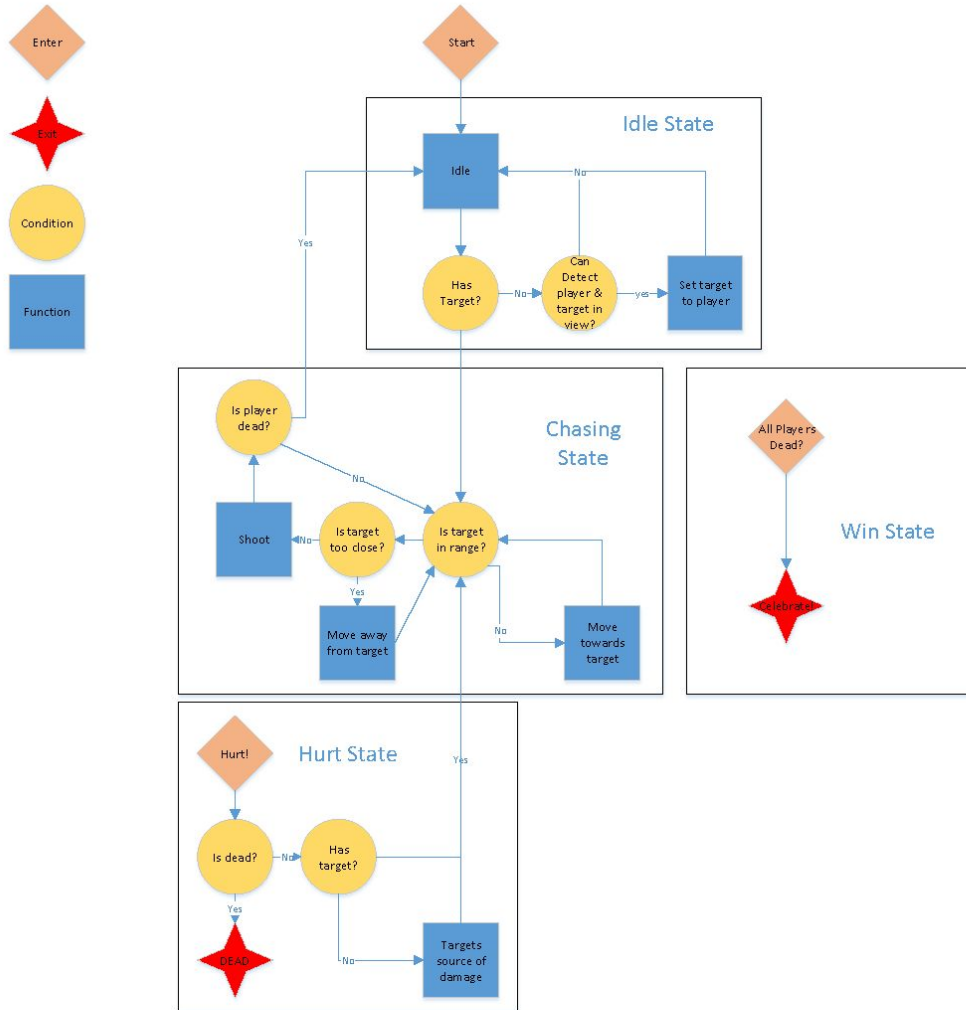 Enter
Exit
Condition
Function
Start
Idle State
Idle
No
Yes
Has
Target?
No
Can
Detect
player &
target in
view?
yes
Set target
to player
Chasing
State
Is player
dead?
No
Shoot
No
Is target
too close?
Is target
in range?
Yes
Move away
from target
No
Move
towards
target
All Players
Dead?
Win State
Celebrate!
Hurt State
Hurt!
Yes
Is dead?
No
Has
target?
Yes
DEAD
No
Targets
source of
damage